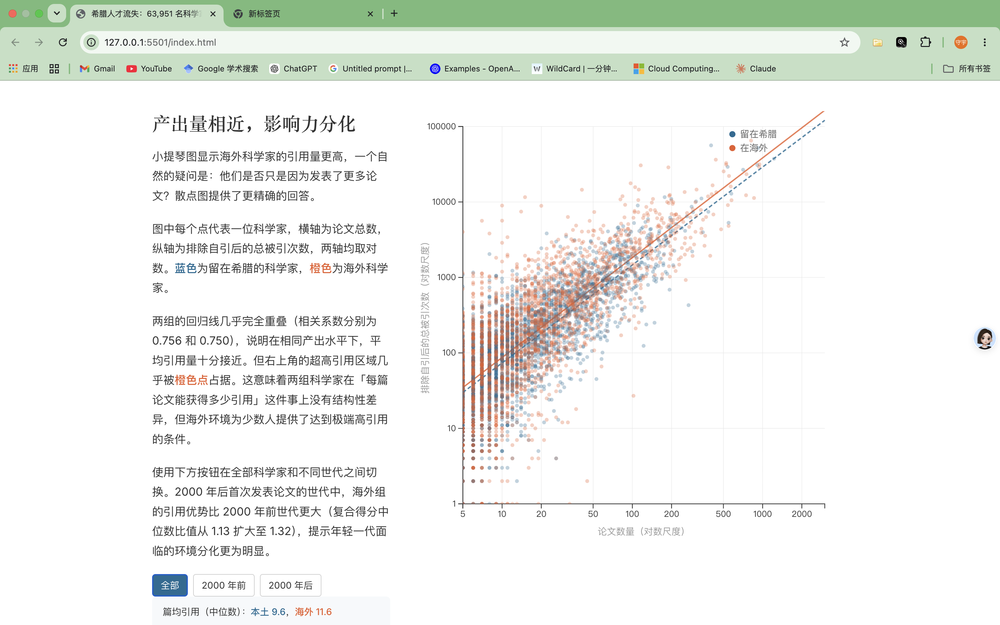 希腊人才流失：63,951 名科学家
新标签页
127.0.0.1:5501/index.html
守宇
应用
Gmail
YouTube
Google 学术搜索
ChatGPT
Untitled prompt |...
Examples - OpenA...
WildCard | 一分钟...
Cloud Computing...
Claude
所有书签
产出量相近，影响力分化
小提琴图显示海外科学家的引用量更高，一个自
然的疑问是：他们是否只是因为发表了更多论
文？散点图提供了更精确的回答。
图中每个点代表一位科学家，横轴为论文总数，
纵轴为排除自引后的总被引次数，两轴均取对
数。蓝色为留在希腊的科学家，橙色为海外科学
家。
两组的回归线几乎完全重叠（相关系数分别为
0.756 和 0.750），说明在相同产出水平下，平
均引用量十分接近。但右上角的超高引用区域几
乎被橙色点占据。这意味着两组科学家在「每篇
论文能获得多少引用」这件事上没有结构性差
异，但海外环境为少数人提供了达到极端高引用
的条件。
使用下方按钮在全部科学家和不同世代之间切
换。2000 年后首次发表论文的世代中，海外组
的引用优势比 2000 年前世代更大（复合得分中
位数比值从 1.13 扩大至 1.32），提示年轻一代面
临的环境分化更为明显。
全部
2000 年前
2000 年后
篇均引用（中位数）：本土 9.6，海外 11.6
留在希腊
在海外
排除自引后的总被引次数（对数尺度）
100000
10000
1000
100
10
1
5
10
20
50
100
200
500
1000
2000
论文数量（对数尺度）